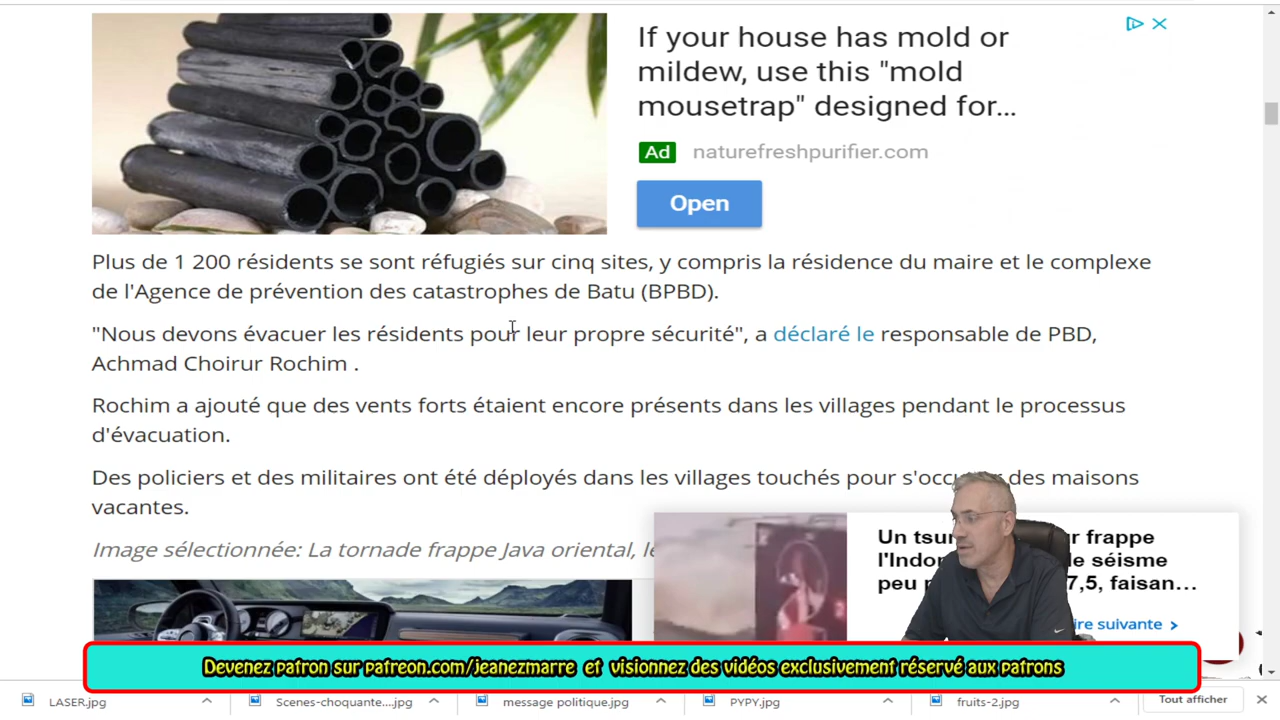 If your house has mold or
mildew, use this "mold
mousetrap" designed for...
Ad naturefreshpurifier.com
Open
Plus de 1 200 résidents se sont réfugiés sur cinq sites, y compris la résidence du maire et le complexe
de l'Agence de prévention des catastrophes de Batu (BPBD).
"Nous devons évacuer les résidents pour leur propre sécurité", a déclaré le responsable de PBD,
Achmad Choirur Rochim .
Rochim a ajouté que des vents forts étaient encore présents dans les villages pendant le processus
d'évacuation.
Des policiers et des militaires ont été déployés dans les villages touchés pour des maisons
vacantes.
Image sélectionnée: La tornade frappe Java oriental,
Un frappe
de séisme
7,5, faisan...
suivante >
Devenez patron sur patreon.com/jeanezmarre et visionnez des vidéos exclusivement réservé aux patrons
LASER.jpg
Scenes-choquante....jpg
message politique.jpg
PYPY.jpg
fruits-2.jpg
Tout afficher